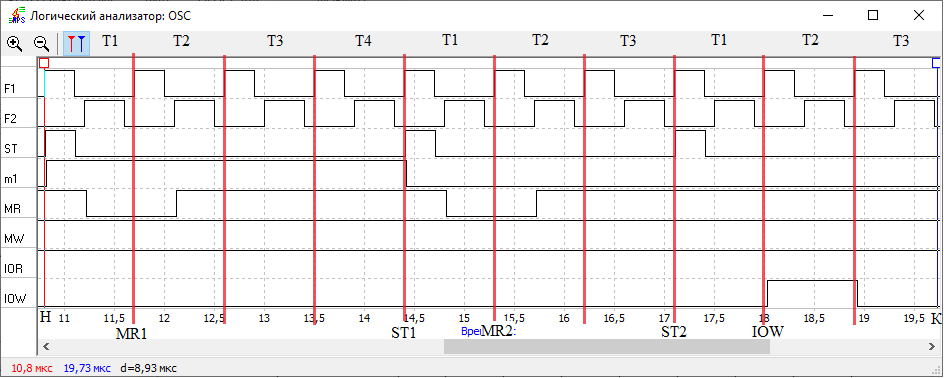 Логический анализатор: OSC
T1 T2 T3 T4 T1 T2 T3 T1 T2 T3
F1
F2
ST
m1
MR
MW
IOR
IOW
H 11 11,5 12 12,5 13 13,5 14 14,5 15 15,5 16 16,5 17 17,5 18 18,5 19 19,5 K
MR1 ST1 MR2: ST2 IOW
10,8 мкс 19,73 мкс d=8,93 мкс